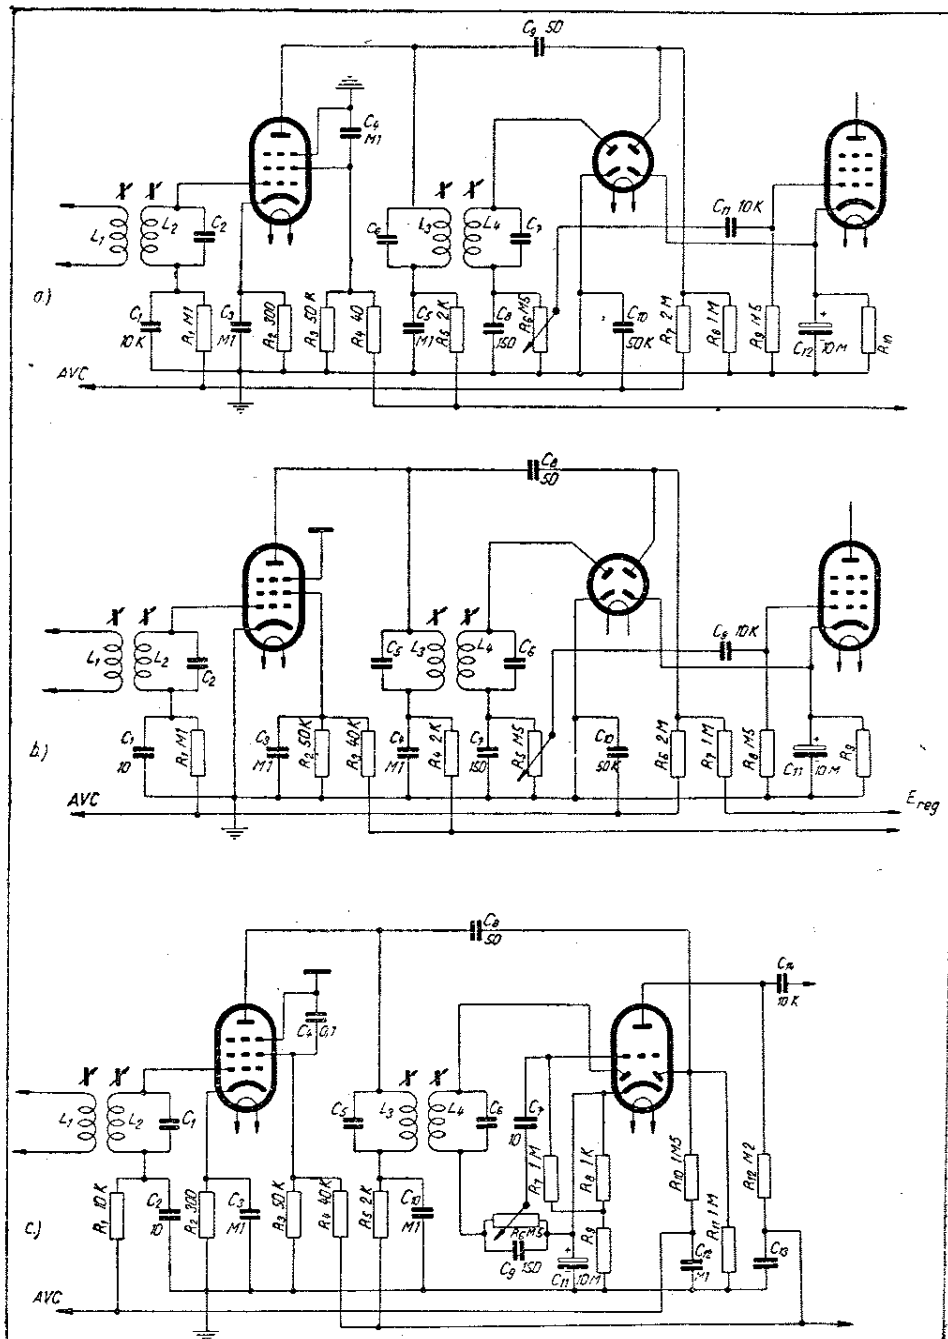 C9 50
C4 M1
L1
L2
C2
C6
L3
L4
C7
C11 10K
a.)
C1 10K
R1 M1
C3 M1
R2 300
R3 50K
R4 40
C5 M1
R5 2K
C8 150
R6 M5
C10 50K
R7 2M
R8 1M
R9 M5
C12 10M
+
R10
AVC
C8 50
L1
L2
C2
C5
L3
L4
C6
C9 10K
b.)
C1 10
R1 M1
C3 M1
R2 50K
R3 40K
C4 M1
R4 2K
C7 150
R5 M5
C10 50K
R6 2M
R7 1M
R8 M5
C11 10M
+
R9
AVC
Ereg
C8 50
C14 10K
C4 0,1
L1
L2
C1
C5
L3
L4
C6
C7 10
R7 1M
R8 1K
R10 1M5
R12 M2
c.)
R1 10K
C2 10
R2 300
C3 M1
R3 50K
R4 40K
R5 2K
C10 M1
R6 M5
C9 150
C11 10M
+
R9
C12 M1
R11 1M
C13
AVC